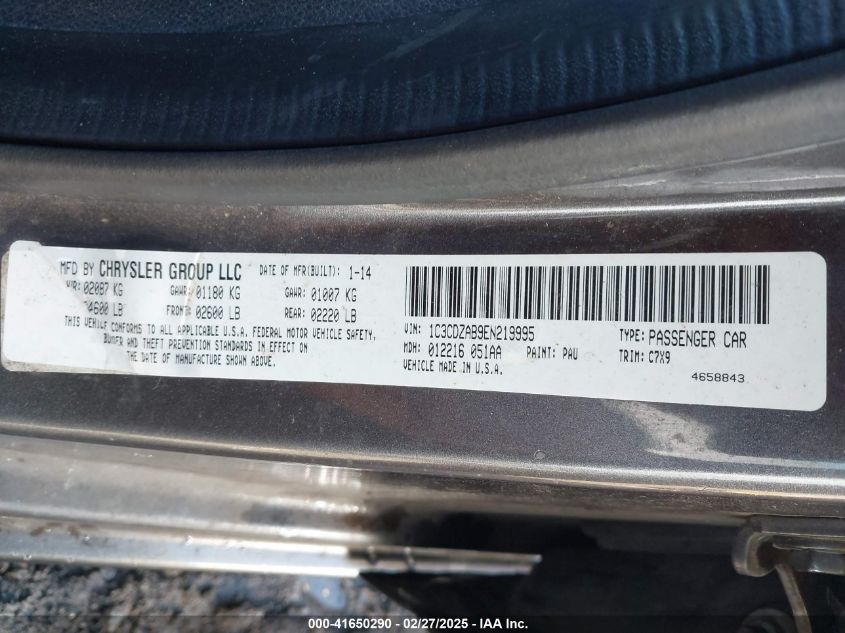 MFD BY CHRYSLER GROUP LLC DATE OF MFR(BUILT): 1-14
02087 KG GAWR: 01180 KG GAWR: 01007 KG
LB FRONT: 02600 LB REAR: 02220 LB
THIS VEHICLE CONFORMS TO ALL APPLICABLE U.S.A. FEDERAL MOTOR VEHICLE SAFETY,
BUMPER AND THEFT PREVENTION STANDARDS IN EFFECT ON
THE DATE OF MANUFACTURE SHOWN ABOVE.
VIN: 1C3CDZAB9EN219995 TYPE: PASSENGER CAR
MDH: 012216 051AA PAINT: PAU TRIM: C7X9
VEHICLE MADE IN U.S.A.
4658843
000-41650290 — 02/27/2025 — IAA Inc.